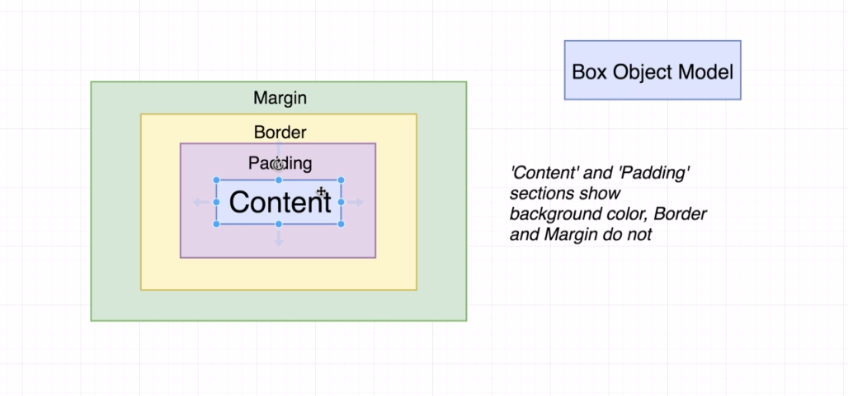 Box Object Model
Margin
Border
Padding
Content
'Content' and 'Padding'
sections show
background color, Border
and Margin do not